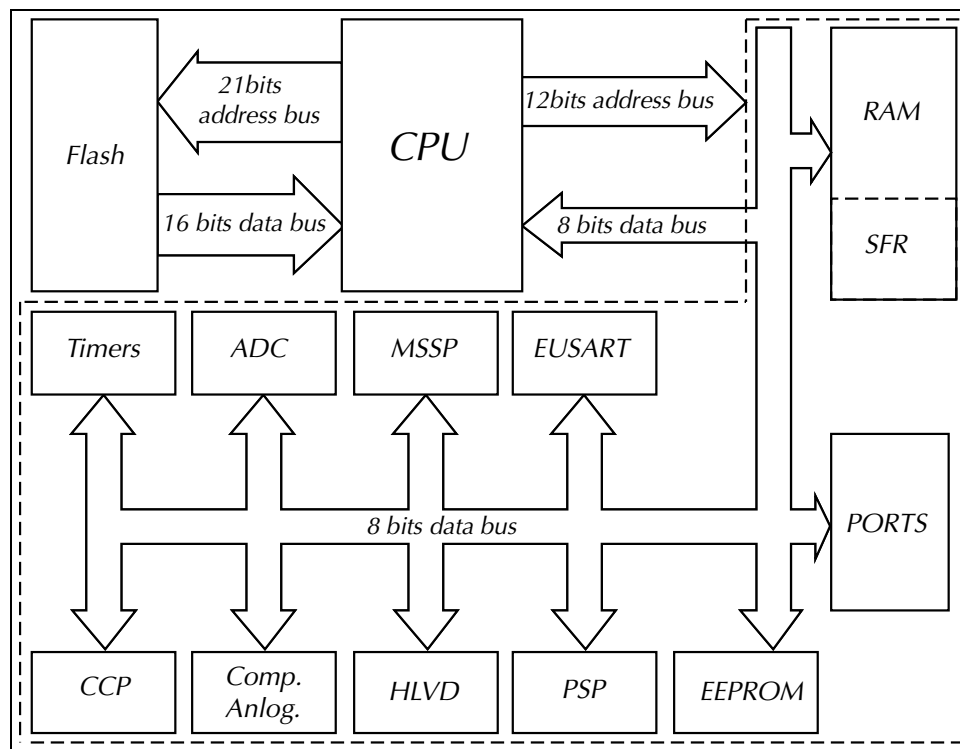 21bits
address bus
12bits address bus
RAM
CPU
Flash
16 bits data bus
8 bits data bus
SFR
Timers
ADC
MSSP
EUSART
8 bits data bus
PORTS
CCP
Comp.
Anlog.
HLVD
PSP
EEPROM